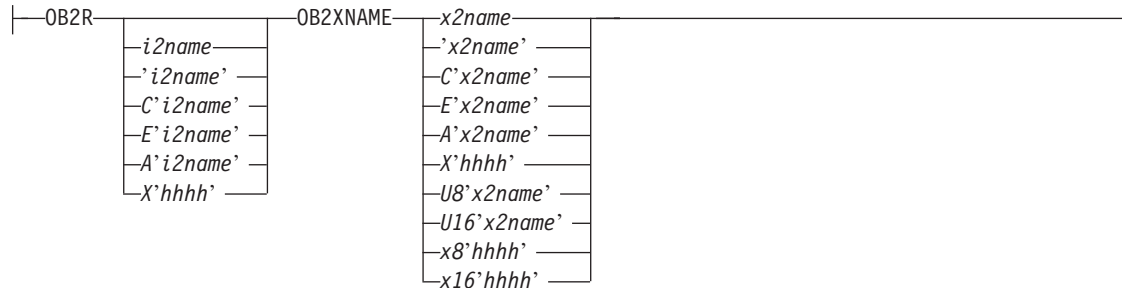 OB2R OB2XNAME x2name
i2name ’x2name’
’i2name’ C’x2name’
C’i2name’ E’x2name’
E’i2name’ A’x2name’
A’i2name’ X’hhhh’
X’hhhh’ U8’x2name’
U16’x2name’
x8’hhhh’
x16’hhhh’